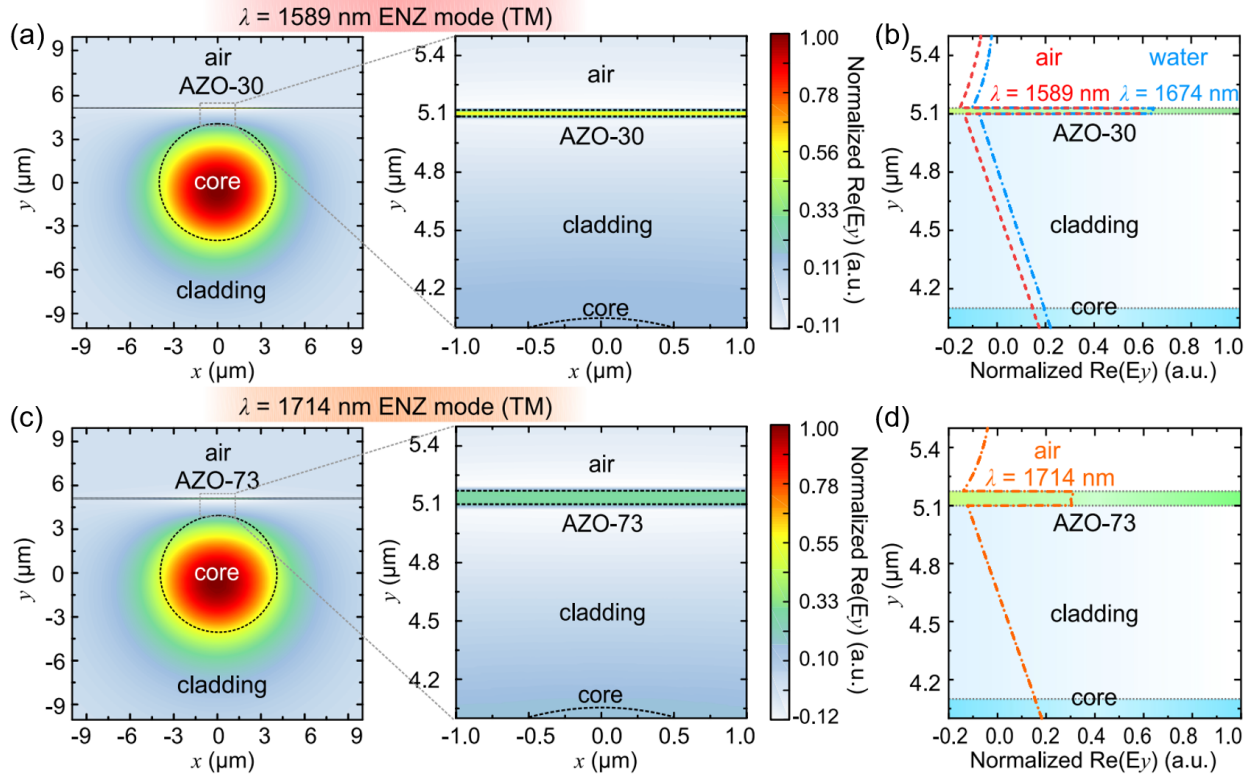 λ = 1589 nm ENZ mode (TM)
(a)
9
6
3
0
-3
-6
-9
y (μm)
air
AZO-30
core
cladding
-9 -6 -3 0 3 6 9
x (μm)
5.4
5.1
4.8
4.5
4.2
y (μm)
air
AZO-30
cladding
core
-1.0 -0.5 0.0 0.5 1.0
x (μm)
1.00
0.78
0.56
0.33
0.11
-0.11
Normalized Re(Ey) (a.u.)
(b)
5.4
5.1
4.8
4.5
4.2
y (μm)
air water
λ = 1589 nm λ = 1674 nm
AZO-30
cladding
core
-0.2 0.0 0.2 0.4 0.6 0.8 1.0
Normalized Re(Ey) (a.u.)
λ = 1714 nm ENZ mode (TM)
(c)
9
6
3
0
-3
-6
-9
y (μm)
air
AZO-73
core
cladding
-9 -6 -3 0 3 6 9
x (μm)
5.4
5.1
4.8
4.5
4.2
y (μm)
air
AZO-73
cladding
core
-1.0 -0.5 0.0 0.5 1.0
x (μm)
1.00
0.78
0.55
0.33
0.10
-0.12
Normalized Re(Ey) (a.u.)
(d)
5.4
5.1
4.8
4.5
4.2
y (μm)
air
λ = 1714 nm
AZO-73
cladding
core
-0.2 0.0 0.2 0.4 0.6 0.8 1.0
Normalized Re(Ey) (a.u.)